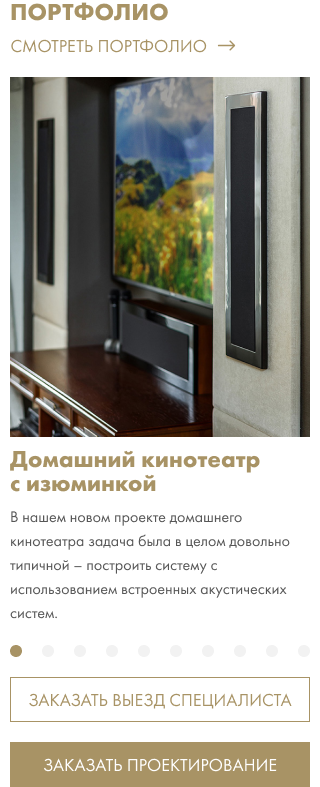 ПОРТФОЛИО
СМОТРЕТЬ ПОРТФОЛИО →
Домашний кинотеатр
с изюминкой
В нашем новом проекте домашнего
кинотеатра задача была в целом довольно
типичной – построить систему с
использованием встроенных акустических
систем.
ЗАКАЗАТЬ ВЫЕЗД СПЕЦИАЛИСТА
ЗАКАЗАТЬ ПРОЕКТИРОВАНИЕ